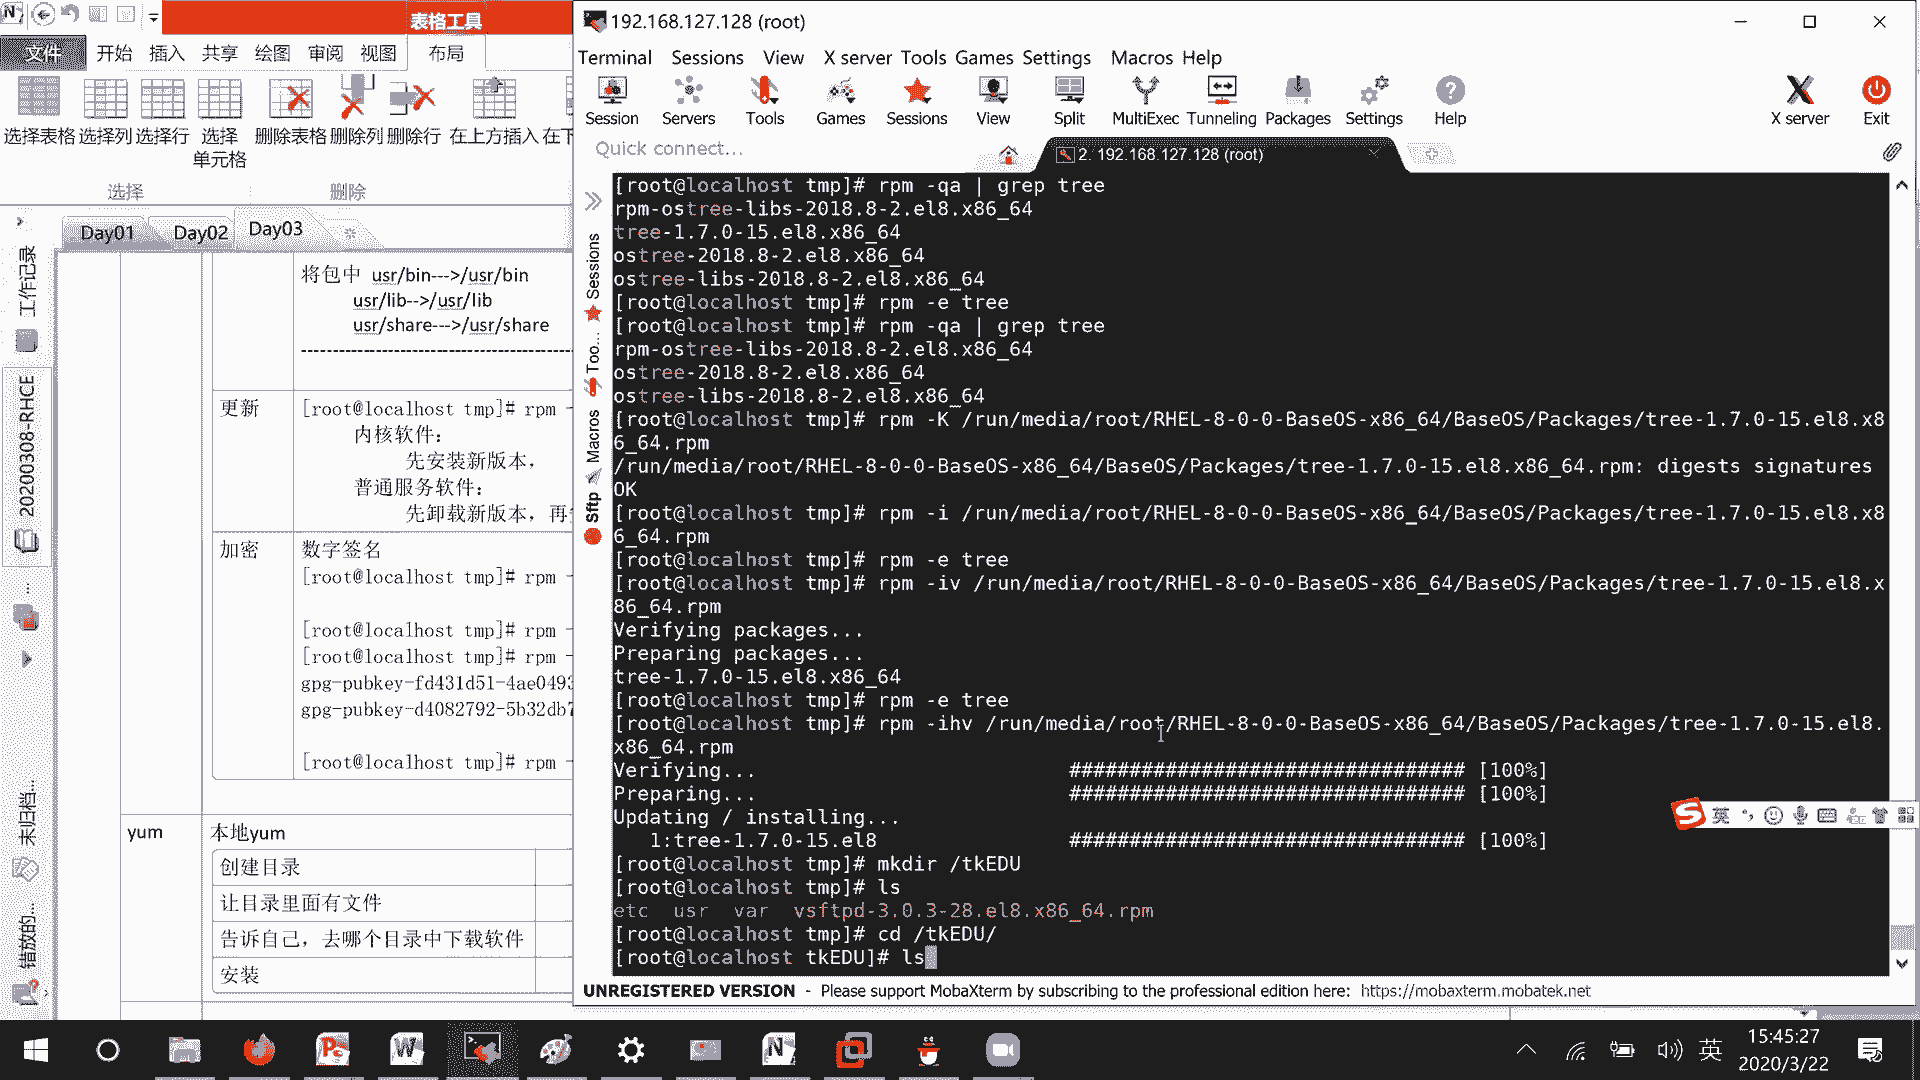 表格工具
文件 开始 插入 共享 绘图 审阅 视图 布局
选择表格 选择列 选择行 选择单元格 删除表格 删除列 删除行 在上方插入 在下
选择 删除
Day01 Day02 Day03
工作记录
20200308-RHCE
...
未归档...
错放的...
将包中 usr/bin--->/usr/bin
usr/lib-->/usr/lib
usr/share--->/usr/share
更新 [root@localhost tmp]# rpm -
内核软件:
先安装新版本，
普通服务软件:
先卸载新版本，再
加密 数字签名
[root@localhost tmp]# rpm -
[root@localhost tmp]# rpm -
[root@localhost tmp]# rpm -
gpg-pubkey-fd431d51-4ae0493
gpg-pubkey-d4082792-5b32db7
[root@localhost tmp]# rpm -
yum 本地yum
创建目录
让目录里面有文件
告诉自己，去哪个目录中下载软件
安装
192.168.127.128 (root)
Terminal Sessions View X server Tools Games Settings Macros Help
Session Servers Tools Games Sessions View Split MultiExec Tunneling Packages Settings Help X server Exit
Quick connect...
2. 192.168.127.128 (root)
Sessions
Too...
Macros
Sftp
[root@localhost tmp]# rpm -qa | grep tree
rpm-ostree-libs-2018.8-2.el8.x86_64
tree-1.7.0-15.el8.x86_64
ostree-2018.8-2.el8.x86_64
ostree-libs-2018.8-2.el8.x86_64
[root@localhost tmp]# rpm -e tree
[root@localhost tmp]# rpm -qa | grep tree
rpm-ostree-libs-2018.8-2.el8.x86_64
ostree-2018.8-2.el8.x86_64
ostree-libs-2018.8-2.el8.x86_64
[root@localhost tmp]# rpm -K /run/media/root/RHEL-8-0-0-BaseOS-x86_64/BaseOS/Packages/tree-1.7.0-15.el8.x8
6_64.rpm
/run/media/root/RHEL-8-0-0-BaseOS-x86_64/BaseOS/Packages/tree-1.7.0-15.el8.x86_64.rpm: digests signatures
OK
[root@localhost tmp]# rpm -i /run/media/root/RHEL-8-0-0-BaseOS-x86_64/BaseOS/Packages/tree-1.7.0-15.el8.x8
6_64.rpm
[root@localhost tmp]# rpm -e tree
[root@localhost tmp]# rpm -iv /run/media/root/RHEL-8-0-0-BaseOS-x86_64/BaseOS/Packages/tree-1.7.0-15.el8.x
86_64.rpm
Verifying packages...
Preparing packages...
tree-1.7.0-15.el8.x86_64
[root@localhost tmp]# rpm -e tree
[root@localhost tmp]# rpm -ihv /run/media/root/RHEL-8-0-0-BaseOS-x86_64/BaseOS/Packages/tree-1.7.0-15.el8.
x86_64.rpm
Verifying... ################################# [100%]
Preparing... ################################# [100%]
Updating / installing...
1:tree-1.7.0-15.el8 ################################# [100%]
[root@localhost tmp]# mkdir /tkEDU
[root@localhost tmp]# ls
etc usr var vsftpd-3.0.3-28.el8.x86_64.rpm
[root@localhost tmp]# cd /tkEDU/
[root@localhost tkEDU]# ls
UNREGISTERED VERSION - Please support MobaXterm by subscribing to the professional edition here: https://mobaxterm.mobatek.net
英
英
15:45:27
2020/3/22